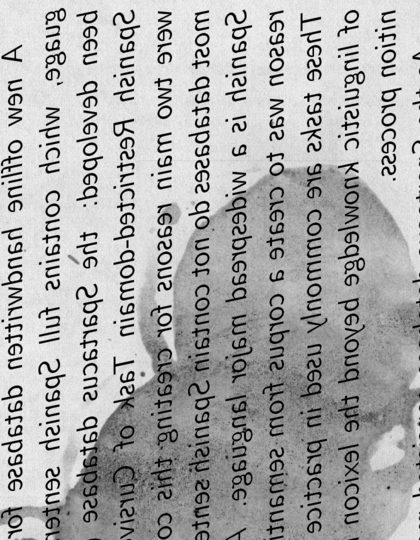 A new offline handwritten database for
guage, which contains full Spanish senten
been developed: the Spartacus database (
Spanish Restricted-domain Task of Cursive
were two main reasons for creating this co
most databases do not contain Spanish sente
Spanish is a widespread major language. A
reason was to create a corpus from semanti
These tasks are commonly used in practice
of linguistic knowledge beyond the lexicon
nition process.